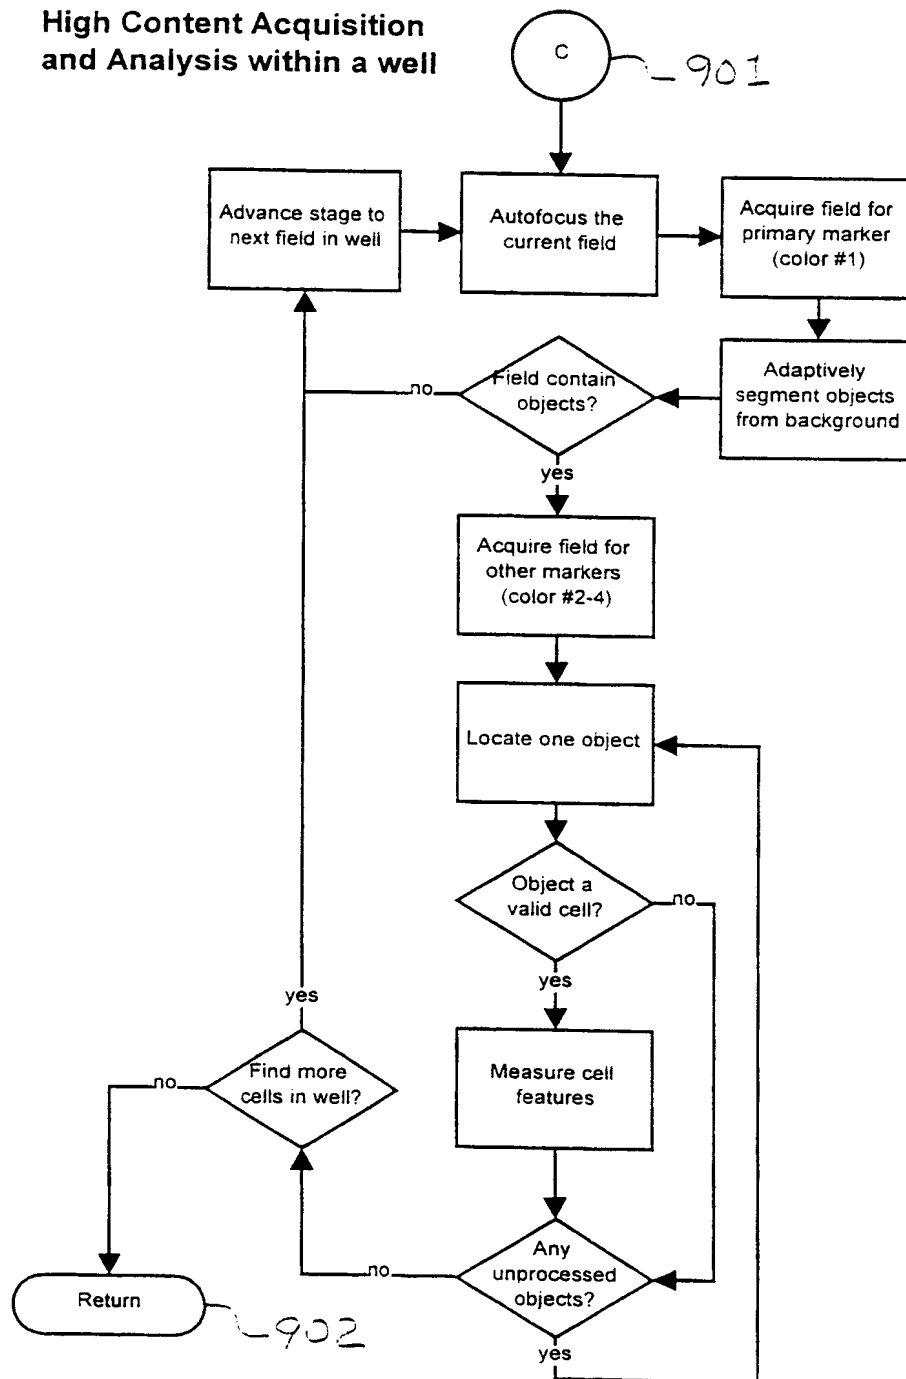 High Content Acquisition
and Analysis within a well
C
901
Advance stage to
next field in well
Autofocus the
current field
Acquire field for
primary marker
(color #1)
Field contain
objects?
no
Adaptively
segment objects
from background
yes
Acquire field for
other markers
(color #2-4)
Locate one object
Object a
valid cell?
no
yes
Measure cell
features
yes
Find more
cells in well?
no
Any
unprocessed
objects?
no
yes
Return
902